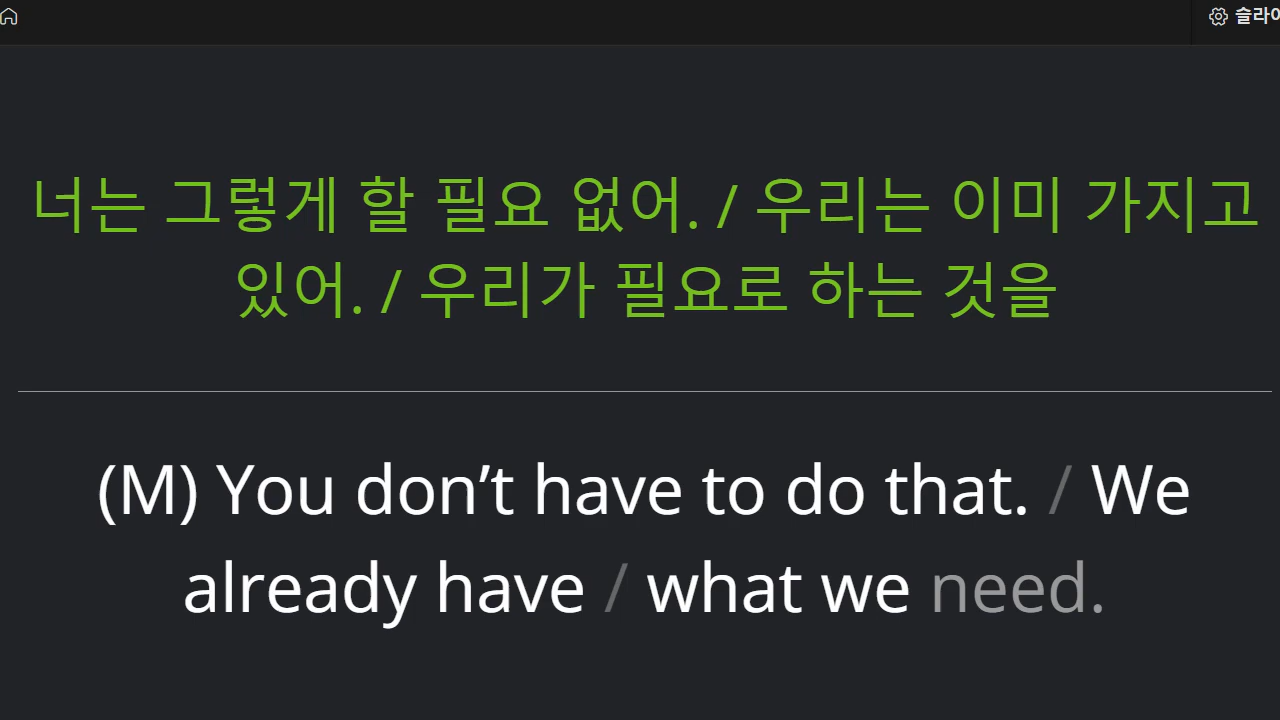 슬라이
너는 그렇게 할 필요 없어. / 우리는 이미 가지고
있어. / 우리가 필요로 하는 것을
(M) You don’t have to do that. / We
already have / what we need.